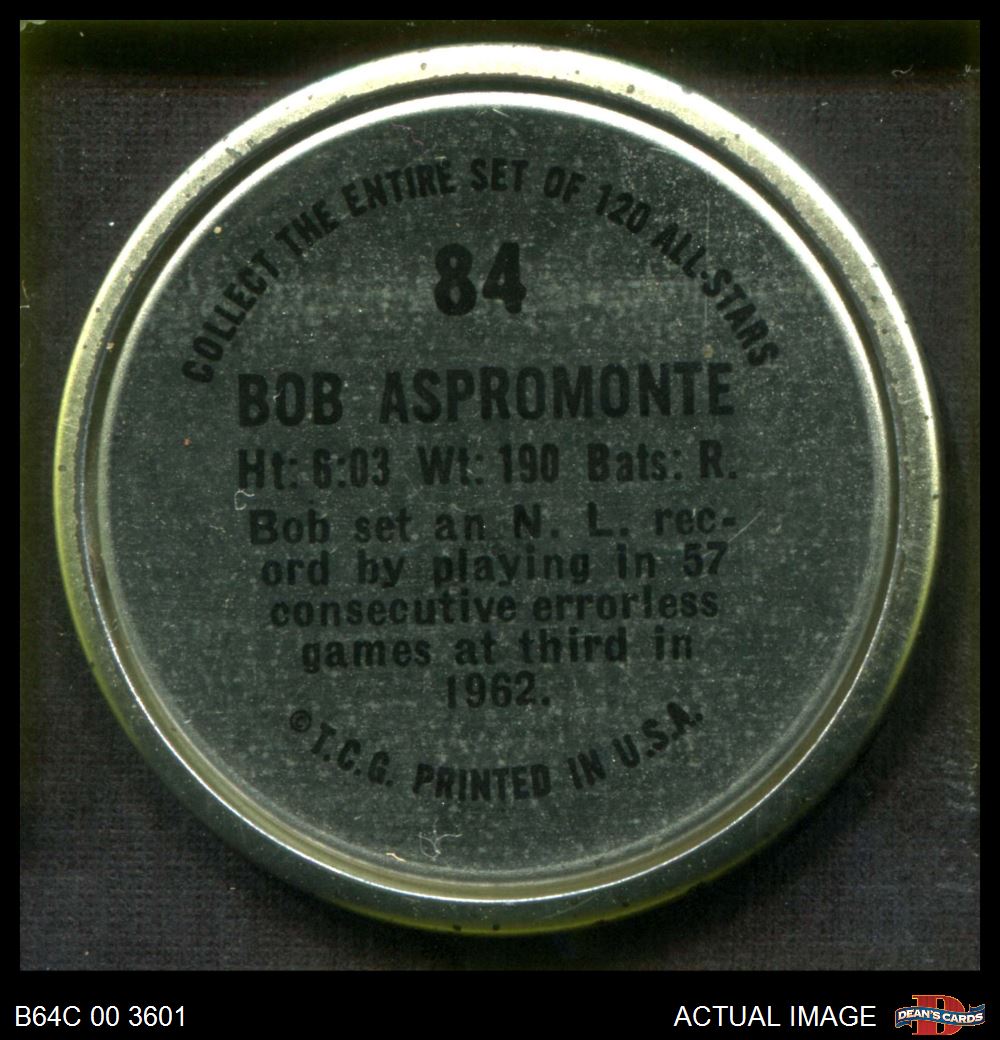 COLLECT THE ENTIRE SET OF 120 ALL-STARS
84
BOB ASPROMONTE
Ht: 6:03 Wt: 190 Bats: R.
Bob set an N. L. rec-
ord by playing in 57
consecutive errorless
games at third in
1962.
© T.C.G. PRINTED IN U.S.A.
B64C 00 3601
ACTUAL IMAGE
D
DEAN'S CARDS